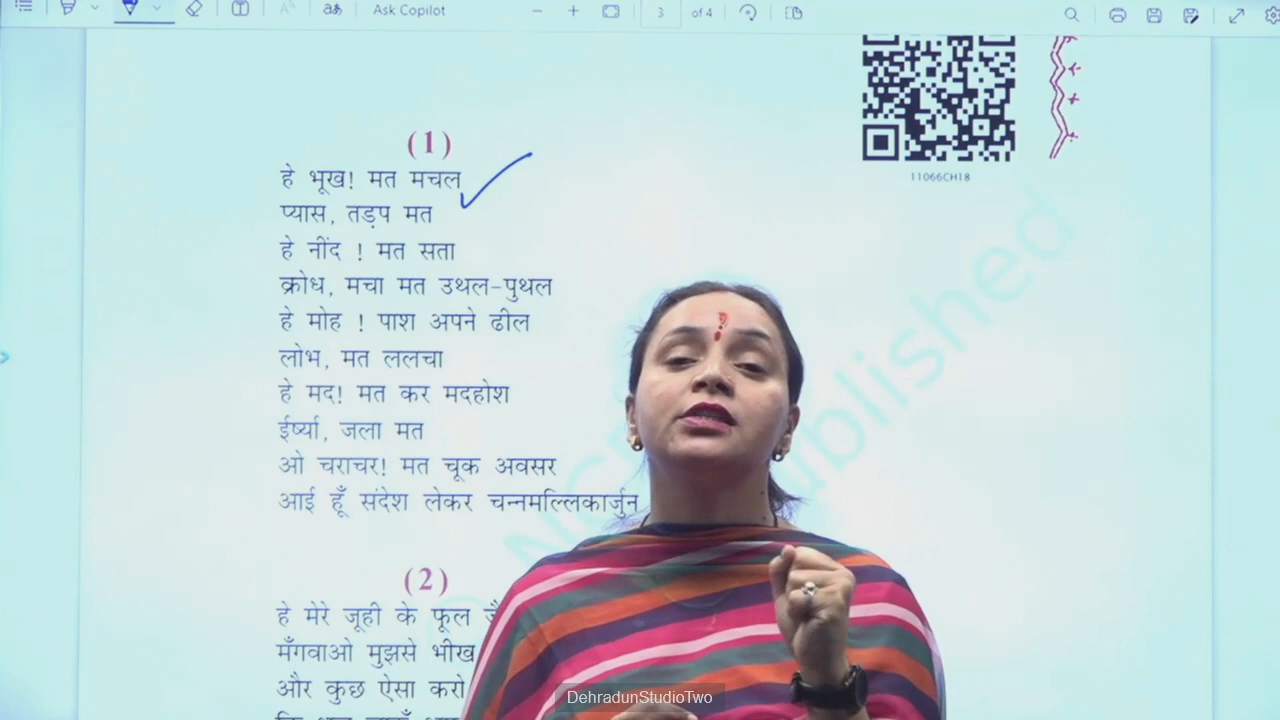 Ask Copilot
3 of 4
11066CH18
(1)
हे भूख! मत मचल
प्यास, तड़प मत
हे नींद ! मत सता
क्रोध, मचा मत उथल-पुथल
हे मोह ! पाश अपने ढील
लोभ, मत ललचा
हे मद! मत कर मदहोश
ईर्ष्या, जला मत
ओ चराचर! मत चूक अवसर
आई हूँ संदेश लेकर चन्नमल्लिकार्जुन
(2)
हे मेरे जूही के फूल
मँगवाओ मुझसे भीख
और कुछ ऐसा करो
DehradunStudioTwo